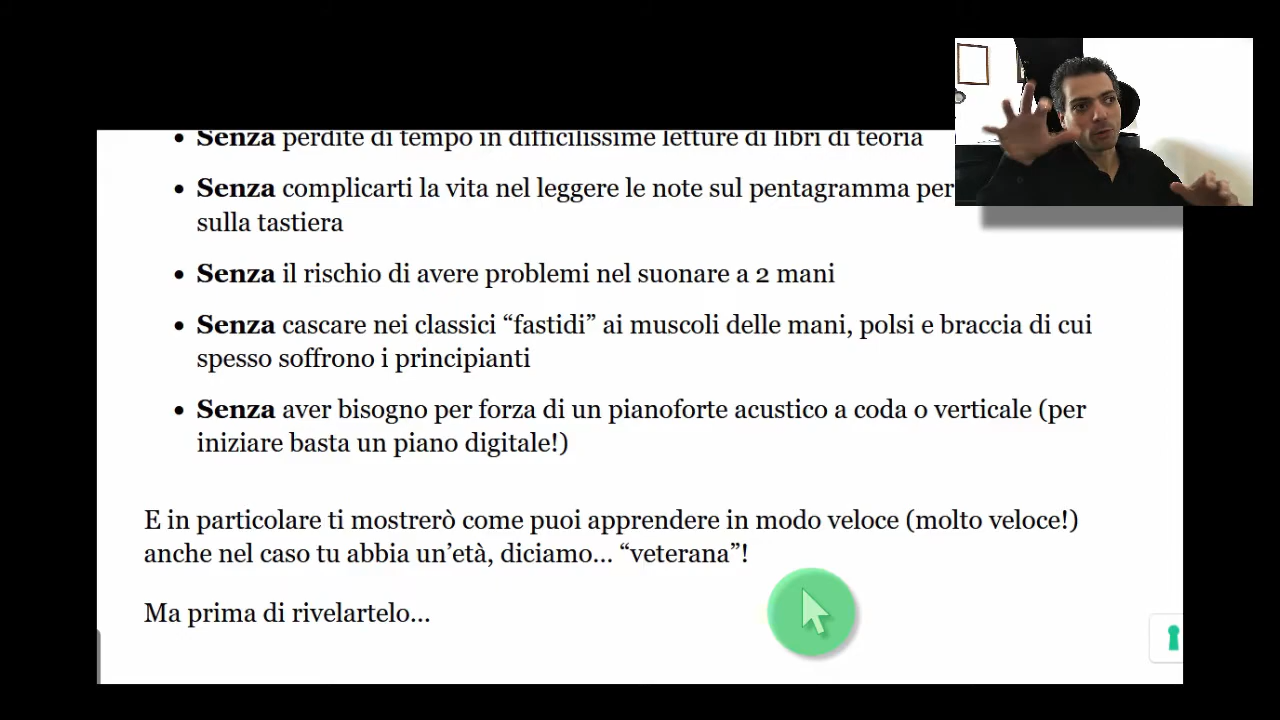 Senza perdite di tempo in difficilissime letture di libri di teoria
Senza complicarti la vita nel leggere le note sul pentagramma per
sulla tastiera
Senza il rischio di avere problemi nel suonare a 2 mani
Senza cascare nei classici “fastidi” ai muscoli delle mani, polsi e braccia di cui
spesso soffrono i principianti
Senza aver bisogno per forza di un pianoforte acustico a coda o verticale (per
iniziare basta un piano digitale!)
E in particolare ti mostrerò come puoi apprendere in modo veloce (molto veloce!)
anche nel caso tu abbia un’età, diciamo… “veterana”!
Ma prima di rivelartelo…